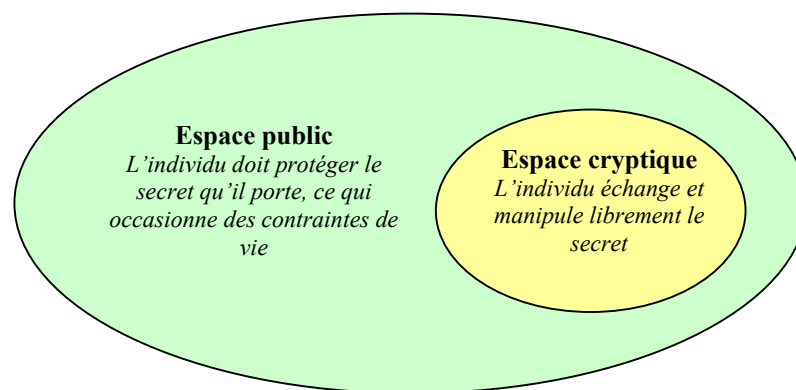 Espace public
L’individu doit protéger le
secret qu’il porte, ce qui
occasionne des contraintes de
vie
Espace cryptique
L’individu échange et
manipule librement le
secret